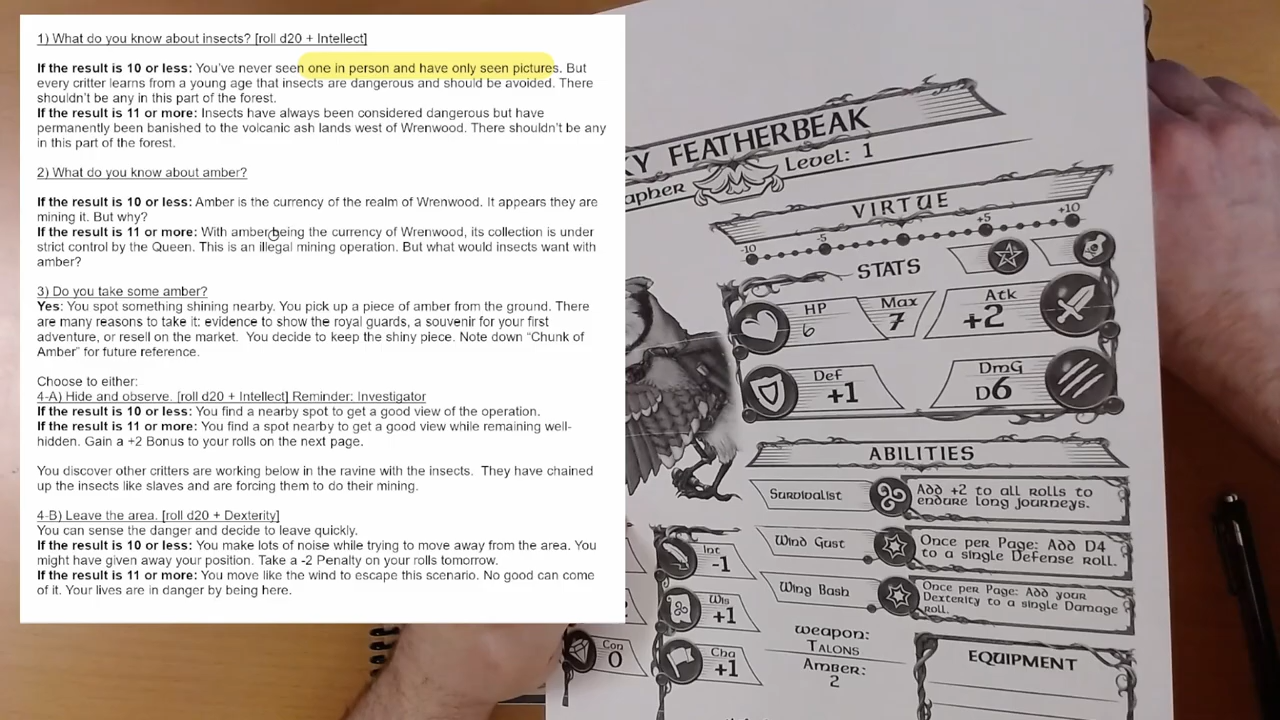 1) What do you know about insects? [roll d20 + Intellect]
If the result is 10 or less: You've never seen one in person and have only seen pictures. But
every critter learns from a young age that insects are dangerous and should be avoided. There
shouldn't be any in this part of the forest.
If the result is 11 or more: Insects have always been considered dangerous but have
permanently been banished to the volcanic ash lands west of Wrenwood. There shouldn't be any
in this part of the forest.
2) What do you know about amber?
If the result is 10 or less: Amber is the currency of the realm of Wrenwood. It appears they are
mining it. But why?
If the result is 11 or more: With amber being the currency of Wrenwood, its collection is under
strict control by the Queen. This is an illegal mining operation. But what would insects want with
amber?
3) Do you take some amber?
Yes: You spot something shining nearby. You pick up a piece of amber from the ground. There
are many reasons to take it: evidence to show the royal guards, a souvenir for your first
adventure, or resell on the market. You decide to keep the shiny piece. Note down "Chunk of
Amber" for future reference.
Choose to either:
4-A) Hide and observe. [roll d20 + Intellect] Reminder: Investigator
If the result is 10 or less: You find a nearby spot to get a good view of the operation.
If the result is 11 or more: You find a spot nearby to get a good view while remaining well-
hidden. Gain a +2 Bonus to your rolls on the next page.
You discover other critters are working below in the ravine with the insects. They have chained
up the insects like slaves and are forcing them to do their mining.
4-B) Leave the area. [roll d20 + Dexterity]
You can sense the danger and decide to leave quickly.
If the result is 10 or less: You make lots of noise while trying to move away from the area. You
might have given away your position. Take a -2 Penalty on your rolls tomorrow.
If the result is 11 or more: You move like the wind to escape this scenario. No good can come
of it. Your lives are in danger by being here.
KY FEATHERBEAK
apher Level: 1
VIRTUE
-10 -5 +5 +10
STATS
HP 6 Max 7 Atk +2
Def +1 DmG D6
ABILITIES
Survivalist Add +2 to all rolls to
endure long journeys.
Wind Gust Once per Page: Add D4
to a single Defense roll.
Wing Bash Once per Page: Add your
Dexterity to a single Damage
roll.
Int -1
Wis +1
Con 0 Cha +1
Weapon:
Talons
Amber:
2
EQUIPMENT